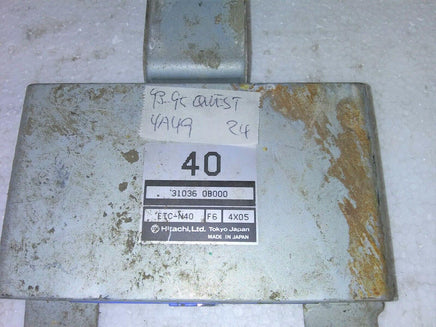 93-95 QUEST
4A49 24
40
31036 0B000
ETC-N40 F6 4X05
Hitachi, Ltd. Tokyo Japan
MADE IN JAPAN